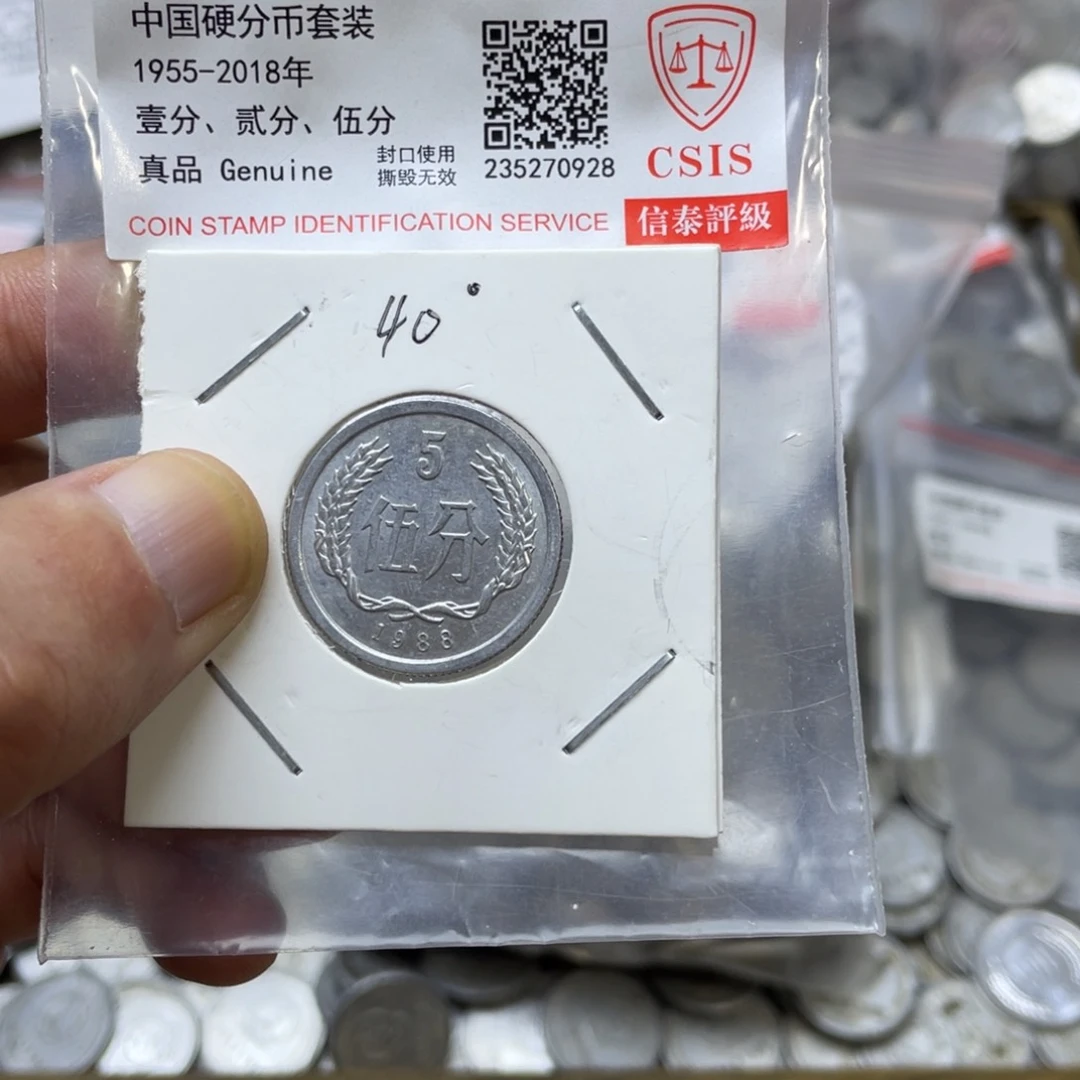 中国硬分币套装
1955-2018年
壹分、贰分、伍分
真品 Genuine
封口使用
撕毁无效
235270928
CSIS
COIN STAMP IDENTIFICATION SERVICE
信泰評級
40°
5
伍分
1988